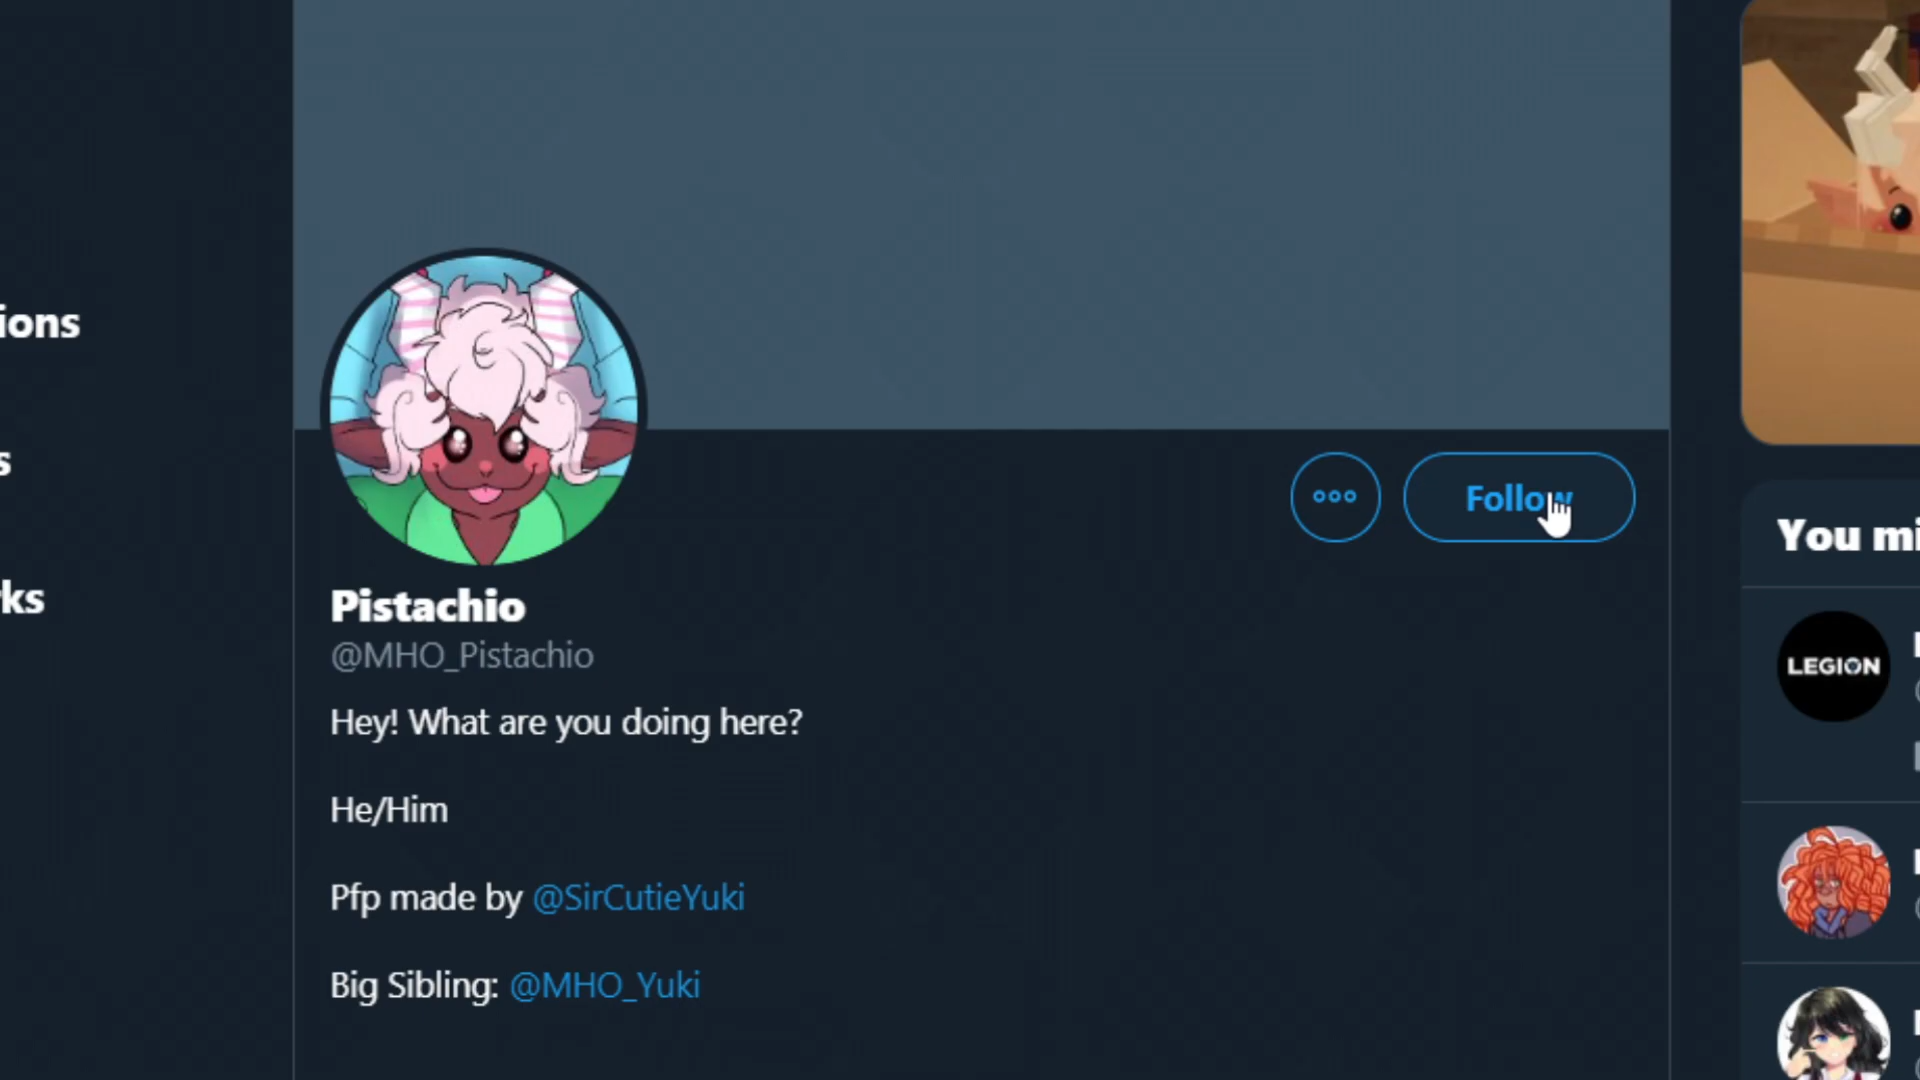 ions
s
ks
Follow
Pistachio
@MHO_Pistachio
Hey! What are you doing here?
He/Him
Pfp made by @SirCutieYuki
Big Sibling: @MHO_Yuki
You mi
LEGION